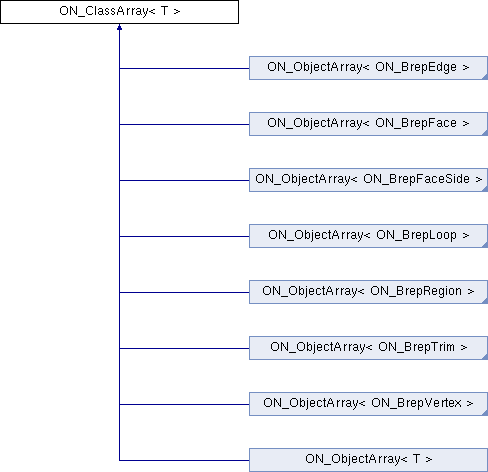 ON_ClassArray< T >
ON_ObjectArray< ON_BrepEdge >
ON_ObjectArray< ON_BrepFace >
ON_ObjectArray< ON_BrepFaceSide >
ON_ObjectArray< ON_BrepLoop >
ON_ObjectArray< ON_BrepRegion >
ON_ObjectArray< ON_BrepTrim >
ON_ObjectArray< ON_BrepVertex >
ON_ObjectArray< T >